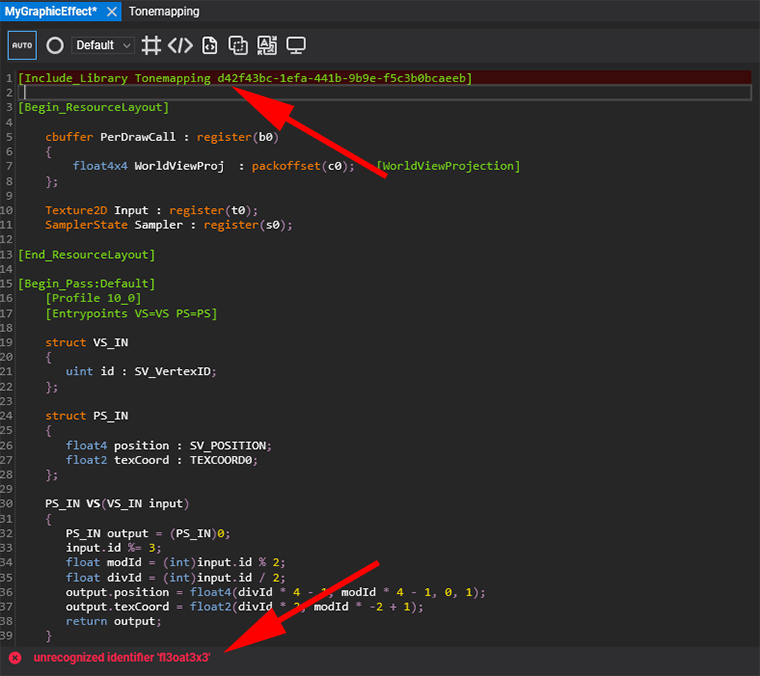 MyGraphicEffect* ✕ Tonemapping
AUTO Default
1 [Include_Library Tonemapping d42f43bc-1efa-441b-9b9e-f5c3b0bcaeeb]
2
3 [Begin_ResourceLayout]
4
5 cbuffer PerDrawCall : register(b0)
6 {
7 float4x4 WorldViewProj : packoffset(c0); [WorldViewProjection]
8 };
9
10 Texture2D Input : register(t0);
11 SamplerState Sampler : register(s0);
12
13 [End_ResourceLayout]
14
15 [Begin_Pass:Default]
16 [Profile 10_0]
17 [Entrypoints VS=VS PS=PS]
18
19 struct VS_IN
20 {
21 uint id : SV_VertexID;
22 };
23
24 struct PS_IN
25 {
26 float4 position : SV_POSITION;
27 float2 texCoord : TEXCOORD0;
28 };
29
30 PS_IN VS(VS_IN input)
31 {
32 PS_IN output = (PS_IN)0;
33 input.id %= 3;
34 float modId = (int)input.id % 2;
35 float divId = (int)input.id / 2;
36 output.position = float4(divId * 4 - 1, modId * 4 - 1, 0, 1);
37 output.texCoord = float2(divId * 2, modId * -2 + 1);
38 return output;
39 }
unrecognized identifier 'fl3oat3x3'